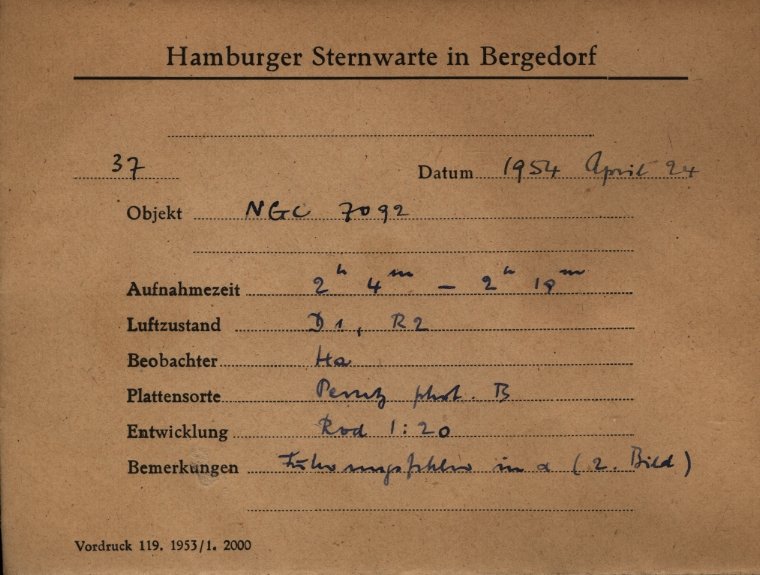 Hamburger Sternwarte in Bergedorf
37 Datum 1954 April 24
Objekt NGC 7092
Aufnahmezeit 2h 4m – 2h 19m
Luftzustand D1, R2
Beobachter Ha
Plattensorte Perutz phot. B
Entwicklung Rod 1:20
Bemerkungen Führungsfehler in α (2. Bild)
Vordruck 119. 1953/1. 2000